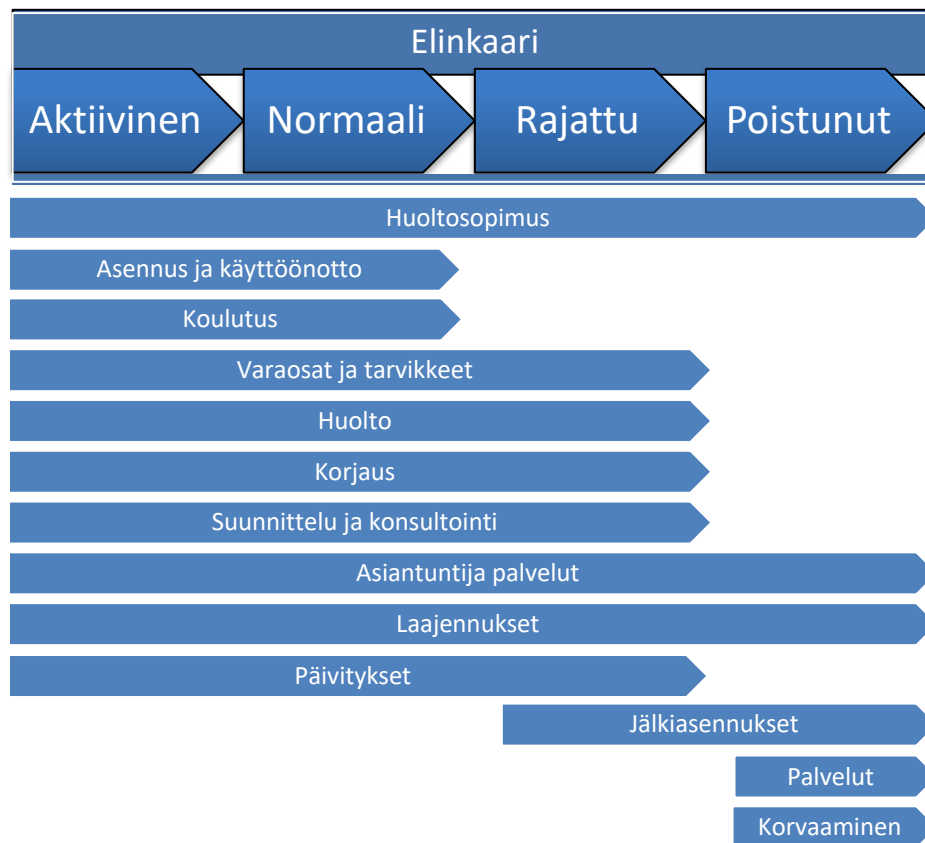 Elinkaari
Aktiivinen
Normaali
Rajattu
Poistunut
Huoltosopimus
Asennus ja käyttöönotto
Koulutus
Varaosat ja tarvikkeet
Huolto
Korjaus
Suunnittelu ja konsultointi
Asiantuntija palvelut
Laajennukset
Päivitykset
Jälkiasennukset
Palvelut
Korvaaminen